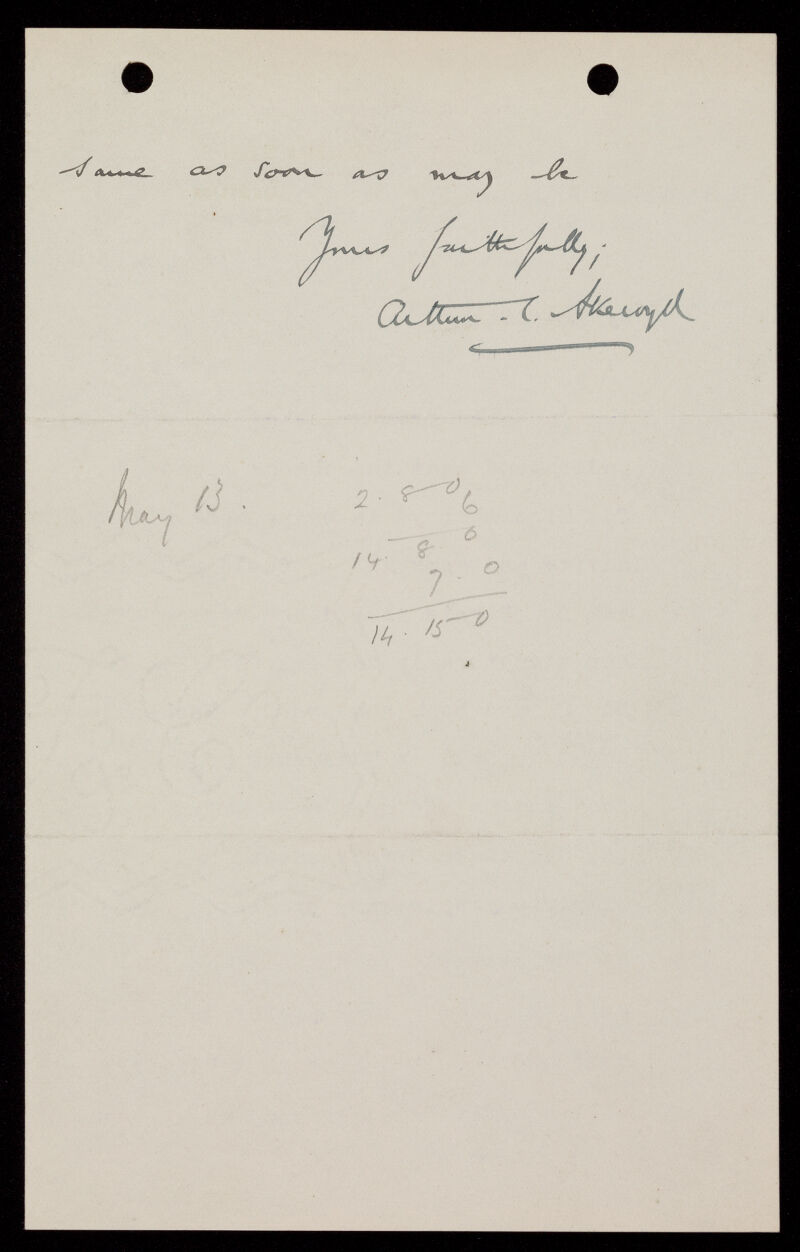 same as soon as may be
Yours faithfully;
Arthur. C. Akeroyd
May 13.
2. 8 0
6
14. 8 0
7. 0
14. 15 0